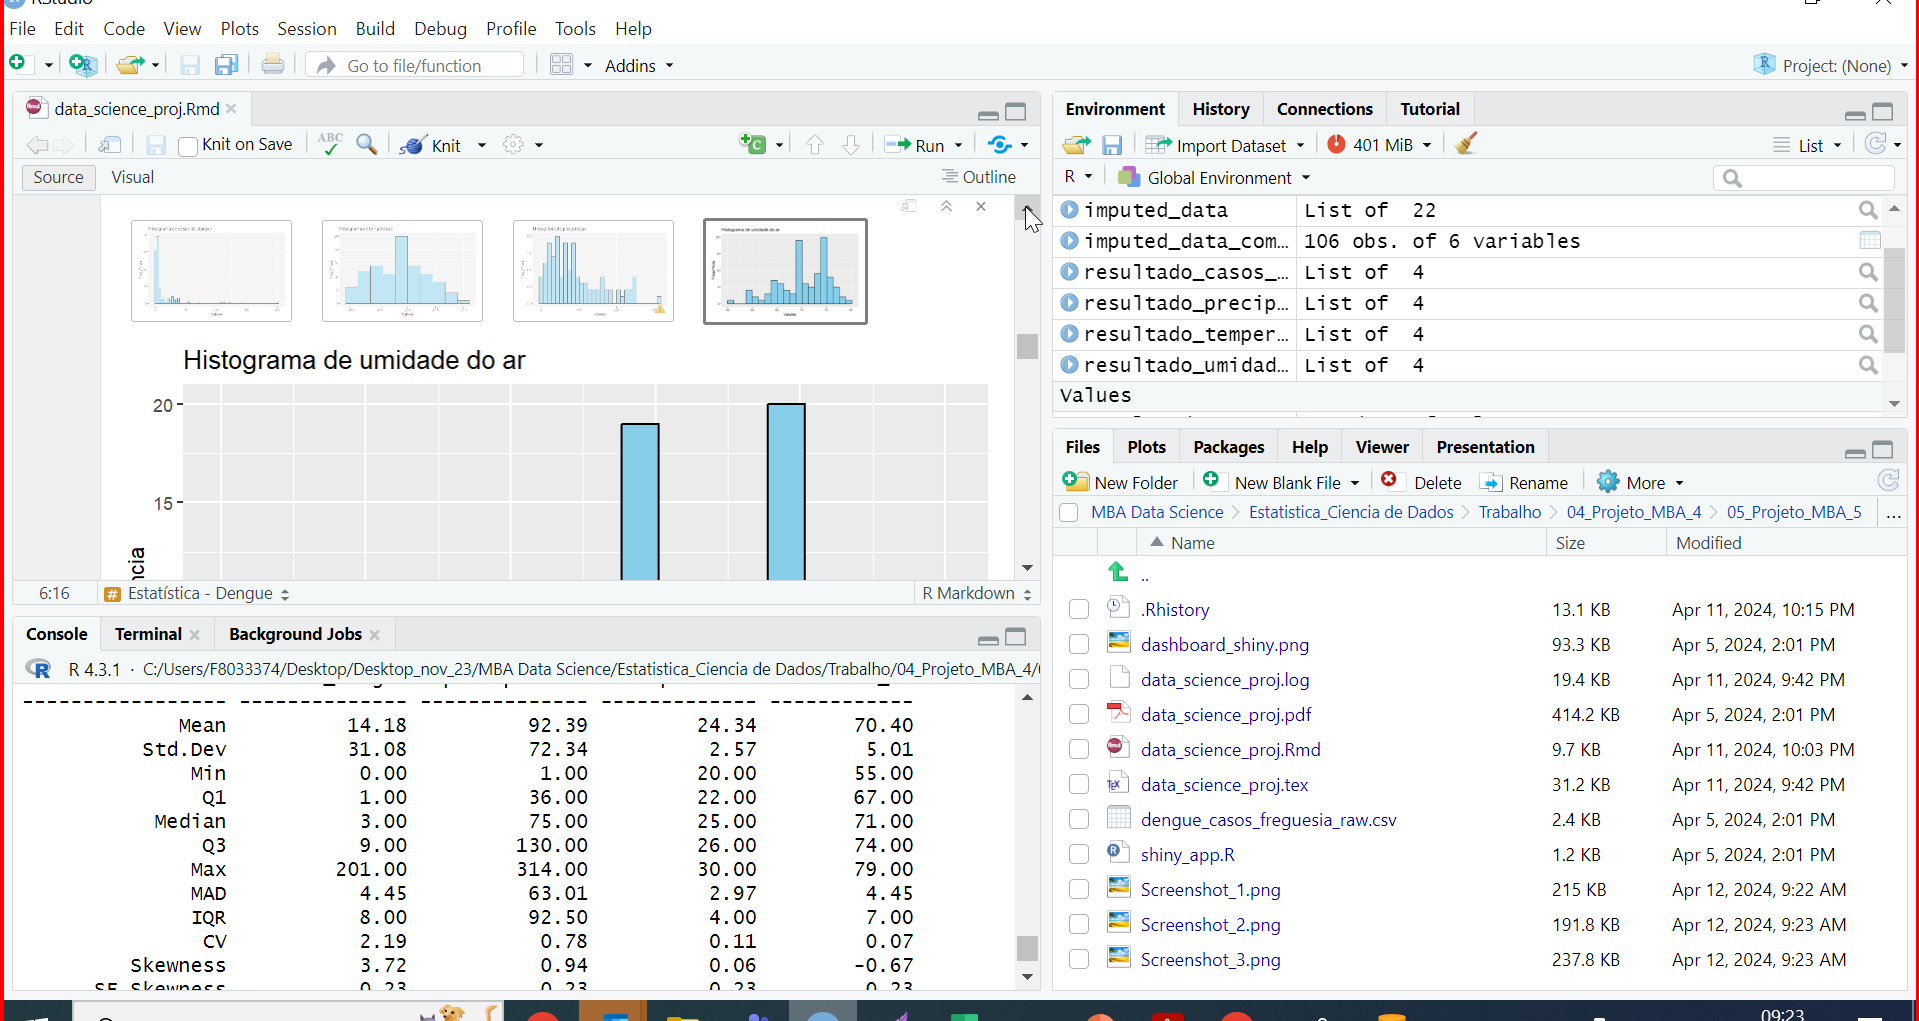 RStudio
File Edit Code View Plots Session Build Debug Profile Tools Help
Go to file/function Addins Project: (None)
data_science_proj.Rmd
Knit on Save ABC Knit Run
Source Visual Outline
Histograma de umidade do ar
20
15
6:16 Estatística - Dengue R Markdown
Console Terminal Background Jobs
R 4.3.1 · C:/Users/F8033374/Desktop/Desktop_nov_23/MBA Data Science/Estatistica_Ciencia de Dados/Trabalho/04_Projeto_MBA_4/
----------------- -------------- -------------- ------------- ------------
Mean 14.18 92.39 24.34 70.40
Std.Dev 31.08 72.34 2.57 5.01
Min 0.00 1.00 20.00 55.00
Q1 1.00 36.00 22.00 67.00
Median 3.00 75.00 25.00 71.00
Q3 9.00 130.00 26.00 74.00
Max 201.00 314.00 30.00 79.00
MAD 4.45 63.01 2.97 4.45
IQR 8.00 92.50 4.00 7.00
CV 2.19 0.78 0.11 0.07
Skewness 3.72 0.94 0.06 -0.67
SE.Skewness 0.23 0.23 0.23 0.23
Environment History Connections Tutorial
Import Dataset 401 MiB List
R Global Environment
imputed_data List of 22
imputed_data_com… 106 obs. of 6 variables
resultado_casos_… List of 4
resultado_precip… List of 4
resultado_temper… List of 4
resultado_umidad… List of 4
Values
Files Plots Packages Help Viewer Presentation
New Folder New Blank File Delete Rename More
MBA Data Science Estatistica_Ciencia de Dados Trabalho 04_Projeto_MBA_4 05_Projeto_MBA_5 ...
Name Size Modified
..
.Rhistory 13.1 KB Apr 11, 2024, 10:15 PM
dashboard_shiny.png 93.3 KB Apr 5, 2024, 2:01 PM
data_science_proj.log 19.4 KB Apr 11, 2024, 9:42 PM
data_science_proj.pdf 414.2 KB Apr 5, 2024, 2:01 PM
data_science_proj.Rmd 9.7 KB Apr 11, 2024, 10:03 PM
data_science_proj.tex 31.2 KB Apr 11, 2024, 9:42 PM
dengue_casos_freguesia_raw.csv 2.4 KB Apr 5, 2024, 2:01 PM
shiny_app.R 1.2 KB Apr 5, 2024, 2:01 PM
Screenshot_1.png 215 KB Apr 12, 2024, 9:22 AM
Screenshot_2.png 191.8 KB Apr 12, 2024, 9:23 AM
Screenshot_3.png 237.8 KB Apr 12, 2024, 9:23 AM
09:23